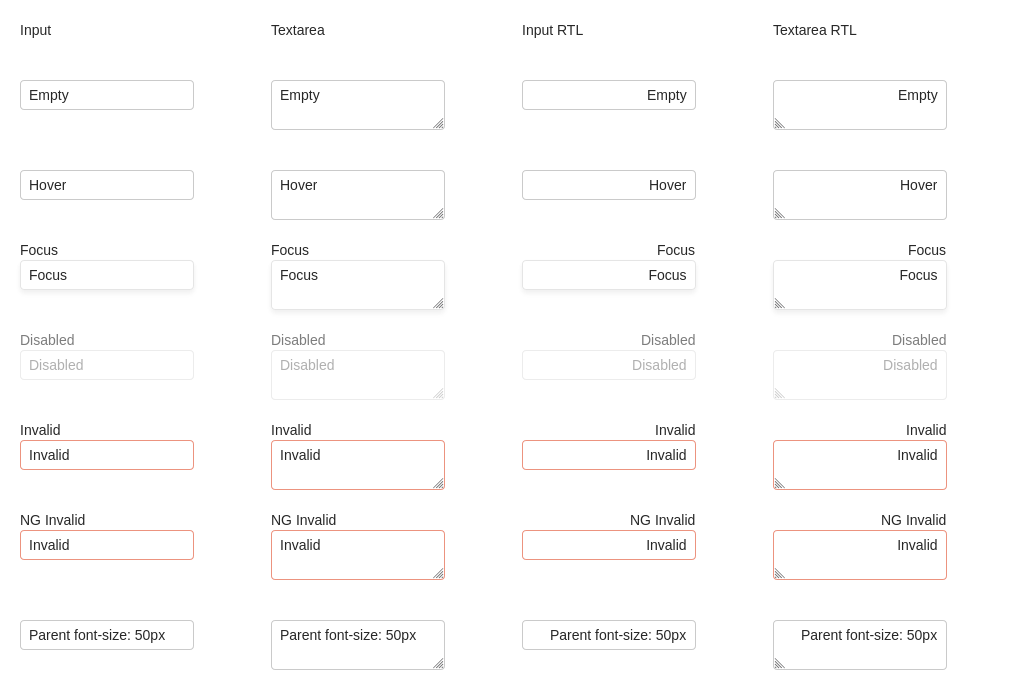 Input Textarea Input RTL Textarea RTL
Empty Empty Empty Empty
Hover Hover Hover Hover
Focus Focus Focus Focus
Focus Focus Focus Focus
Disabled Disabled Disabled Disabled
Disabled Disabled Disabled Disabled
Invalid Invalid Invalid Invalid
Invalid Invalid Invalid Invalid
NG Invalid NG Invalid NG Invalid NG Invalid
Invalid Invalid Invalid Invalid
Parent font-size: 50px Parent font-size: 50px Parent font-size: 50px Parent font-size: 50px